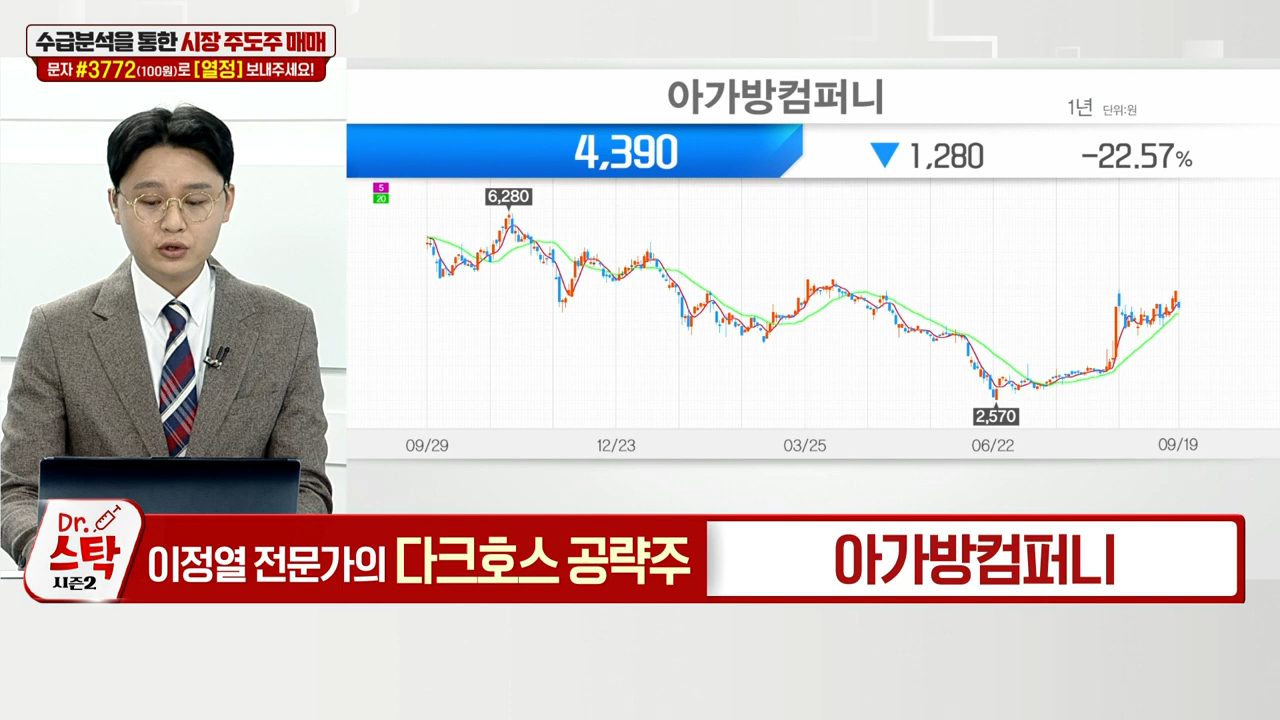 수급분석을 통한 시장 주도주 매매
문자 #3772(100원)로 [열정] 보내주세요!
아가방컴퍼니
1년 단위:원
4,390 ▼ 1,280 -22.57%
5
20
6,280
2,570
09/29 12/23 03/25 06/22 09/19
Dr.
스탁
시즌2
이정열 전문가의 다크호스 공략주
아가방컴퍼니